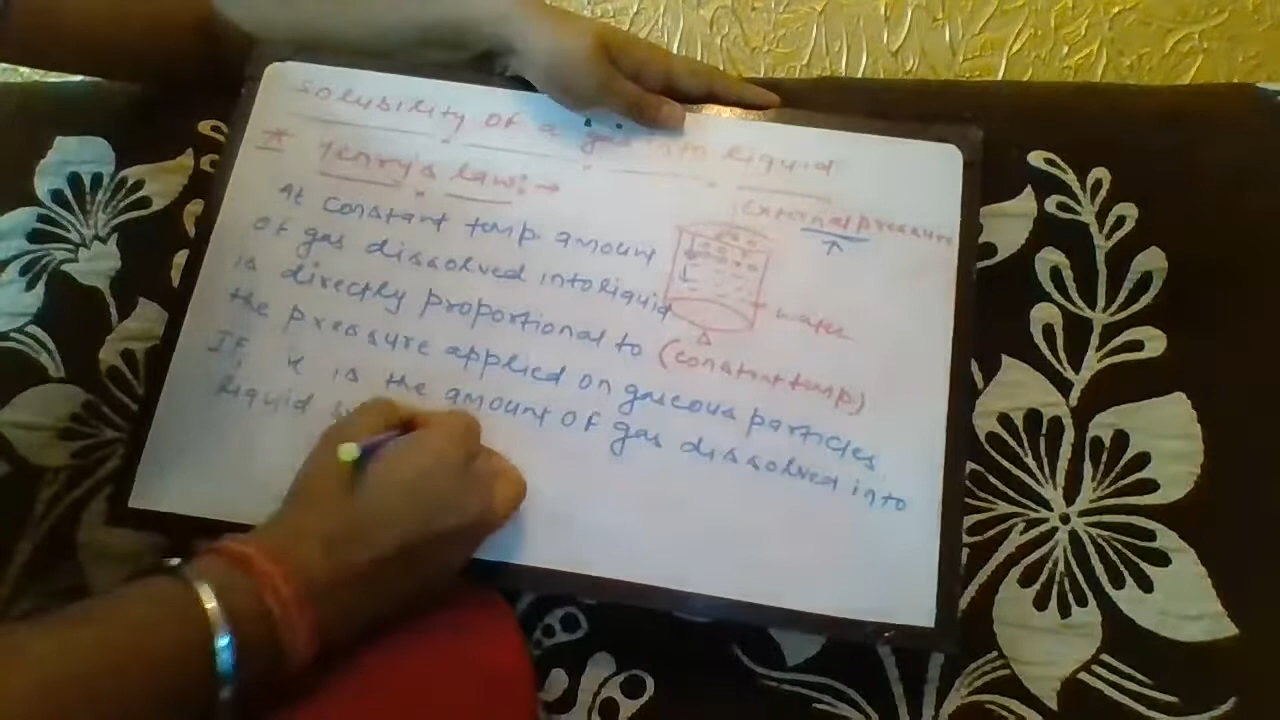 Solubility of a gas into liquid
* Henry's law:→
At constant temp. amount
of gas dissolved into liquid
is directly proportional to
the pressure applied on gaseous particles
If, x is the amount of gas dissolved into
liquid
External pressure
water
(constant temp)